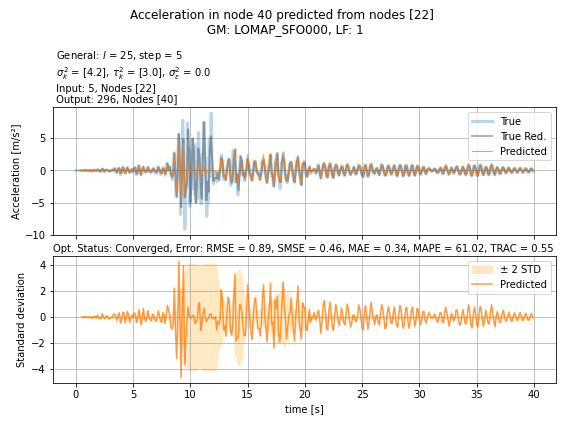 Acceleration in node 40 predicted from nodes [22]
GM: LOMAP_SFO000, LF: 1
General: l = 25, step = 5
σ_k² = [4.2], τ_k² = [3.0], σ_ε² = 0.0
Input: 5, Nodes [22]
Output: 296, Nodes [40]
True
True Red.
Predicted
Acceleration [m/s²]
5
0
−5
−10
Opt. Status: Converged, Error: RMSE = 0.89, SMSE = 0.46, MAE = 0.34, MAPE = 61.02, TRAC = 0.55
± 2 STD
Predicted
Standard deviation
4
2
0
−2
−4
0 5 10 15 20 25 30 35 40
time [s]